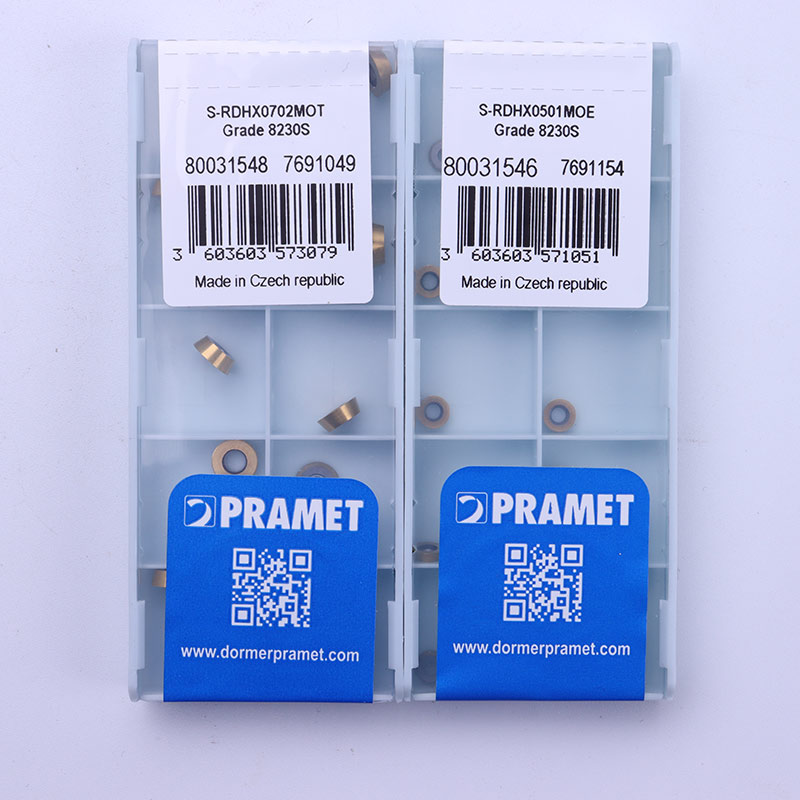 S-RDHX0702MOT
Grade 8230S
80031548 7691049
3 603603 573079
Made in Czech republic
PRAMET
www.dormerpramet.com
S-RDHX0501MOE
Grade 8230S
80031546 7691154
3 603603 571051
Made in Czech republic
PRAMET
www.dormerpramet.com